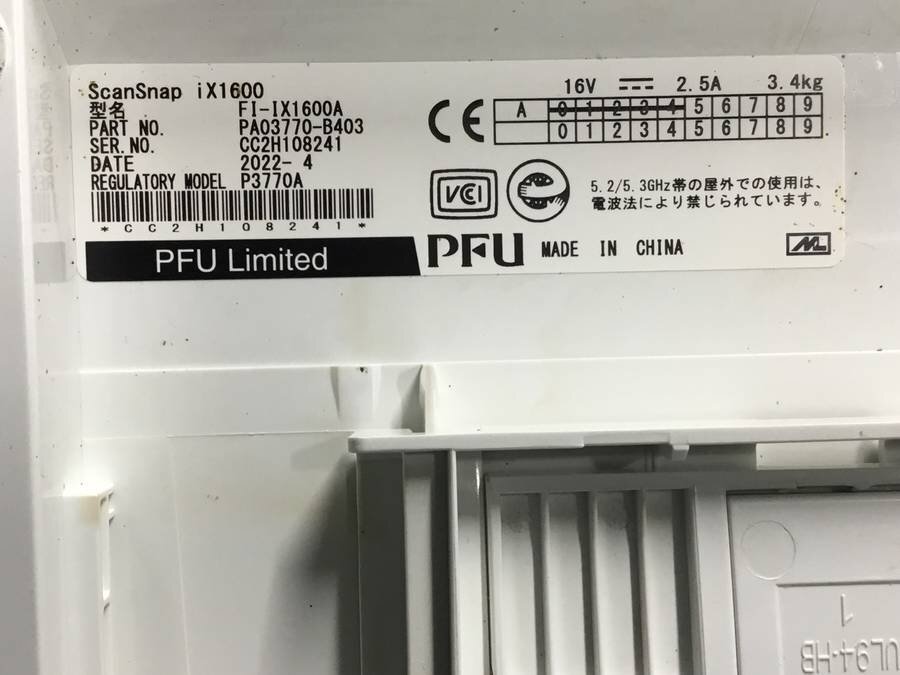 ScanSnap iX1600
型名 FI-IX1600A
PART NO. PA03770-B403
SER.NO. CC2H108241
DATE 2022- 4
REGULATORY MODEL P3770A
*CC2H108241*
PFU Limited
16V ⎓ 2.5A 3.4kg
A 0 1 2 3 4 5 6 7 8 9
0 1 2 3 4 5 6 7 8 9
CE
VCI
5.2/5.3GHz帯の屋外での使用は、
電波法により禁じられています。
PFU MADE IN CHINA
ML
1
UL94-HB